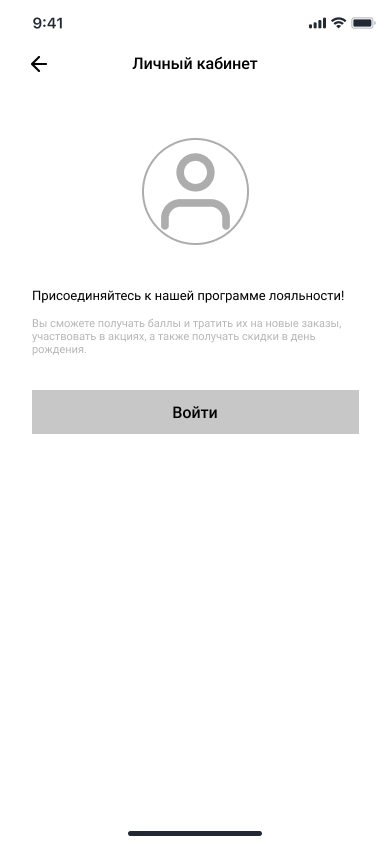 9:41
Личный кабинет
Присоединяйтесь к нашей программе лояльности!
Вы сможете получать баллы и тратить их на новые заказы,
участвовать в акциях, а также получать скидки в день
рождения.
Войти